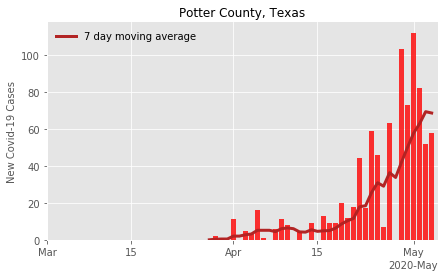 Potter County, Texas
7 day moving average
New Covid-19 Cases
100
80
60
40
20
0
Mar
15
Apr
15
May
2020-May